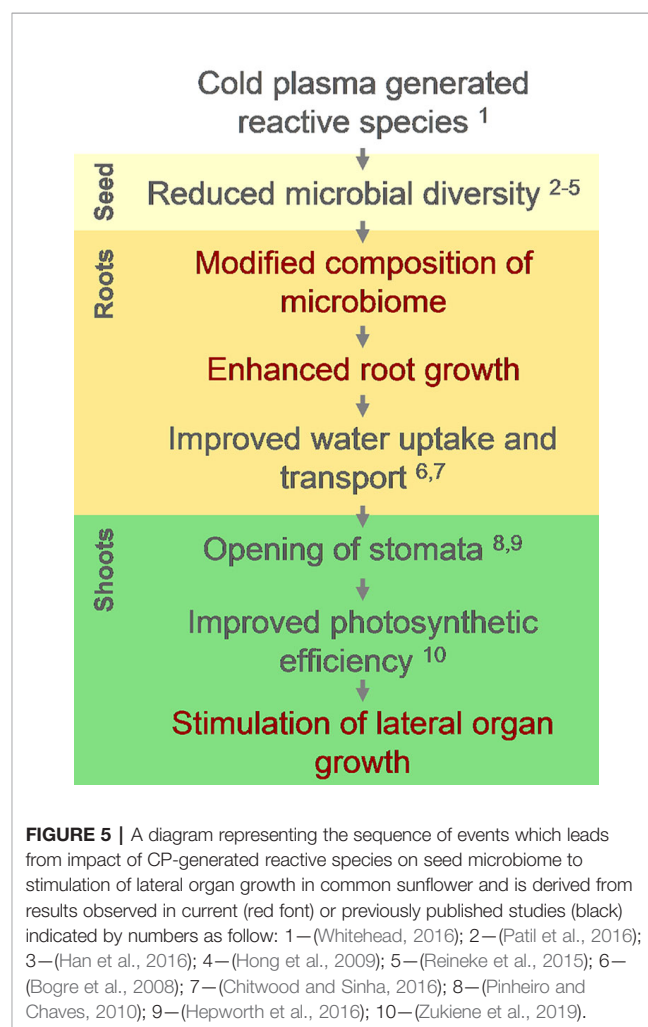 Cold plasma generated
reactive species 1
Seed
Reduced microbial diversity 2-5
Roots
Modified composition of
microbiome
Enhanced root growth
Improved water uptake and
transport 6,7
Shoots
Opening of stomata 8,9
Improved photosynthetic
efficiency 10
Stimulation of lateral organ
growth
FIGURE 5 | A diagram representing the sequence of events which leads
from impact of CP-generated reactive species on seed microbiome to
stimulation of lateral organ growth in common sunflower and is derived from
results observed in current (red font) or previously published studies (black)
indicated by numbers as follow: 1—(Whitehead, 2016); 2—(Patil et al., 2016);
3—(Han et al., 2016); 4—(Hong et al., 2009); 5—(Reineke et al., 2015); 6—
(Bogre et al., 2008); 7—(Chitwood and Sinha, 2016); 8—(Pinheiro and
Chaves, 2010); 9—(Hepworth et al., 2016); 10—(Zukiene et al., 2019).